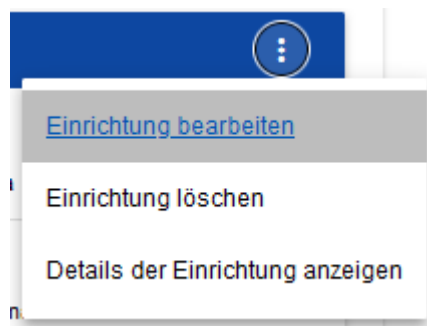 Einrichtung bearbeiten
Einrichtung löschen
Details der Einrichtung anzeigen